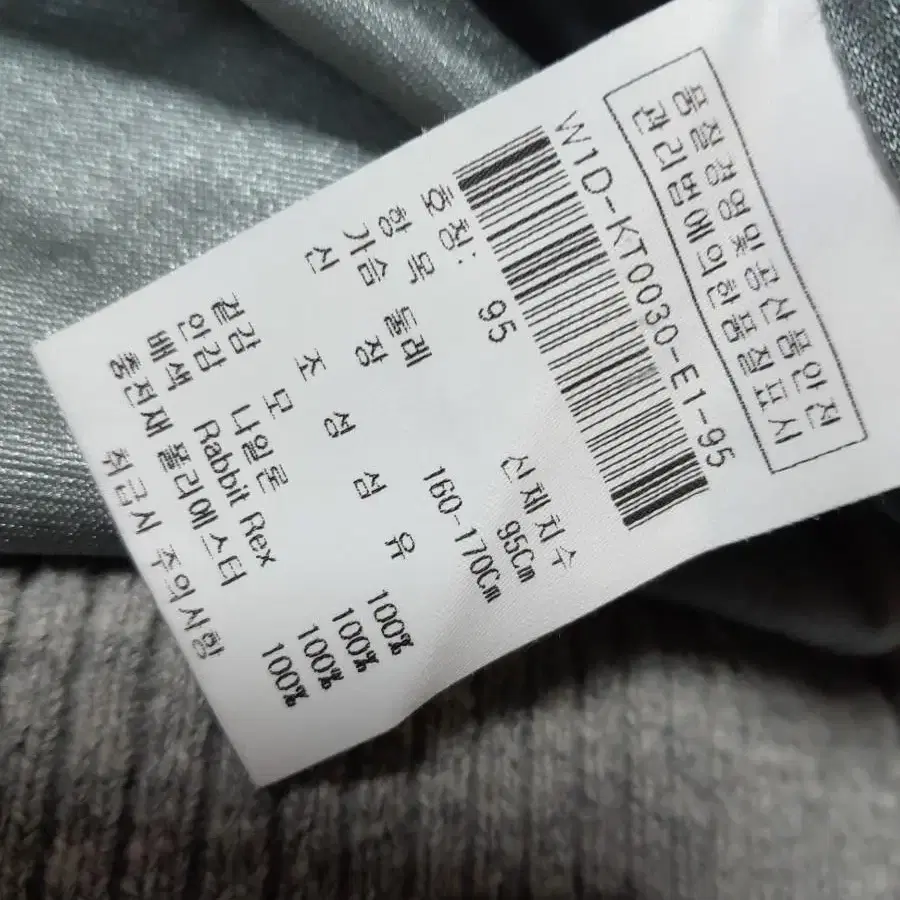 품질경영및공산품안전
관리법에의한품질표시
W1D-KT0030-E1-95
호칭: 95
항 목 신체치수
가슴 둘레 95Cm
신 장 160-170Cm
조 성 섬 유
겉감 모 100%
안감 나일론 100%
배색 Rabbit Rex 100%
충전재 폴리에스터 100%
취급시 주의사항